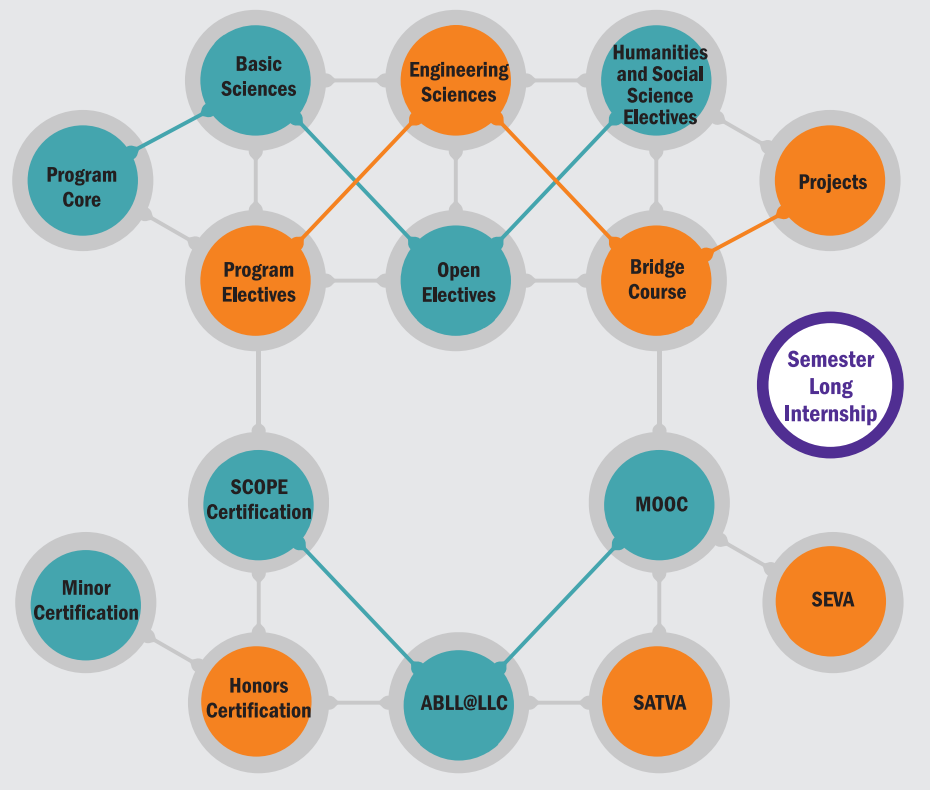 Basic
Sciences
Engineering
Sciences
Humanities
and Social
Science
Electives
Program
Core
Projects
Program
Electives
Open
Electives
Bridge
Course
Semester
Long
Internship
SCOPE
Certification
MOOC
Minor
Certification
SEVA
Honors
Certification
ABLL@LLC
SATVA